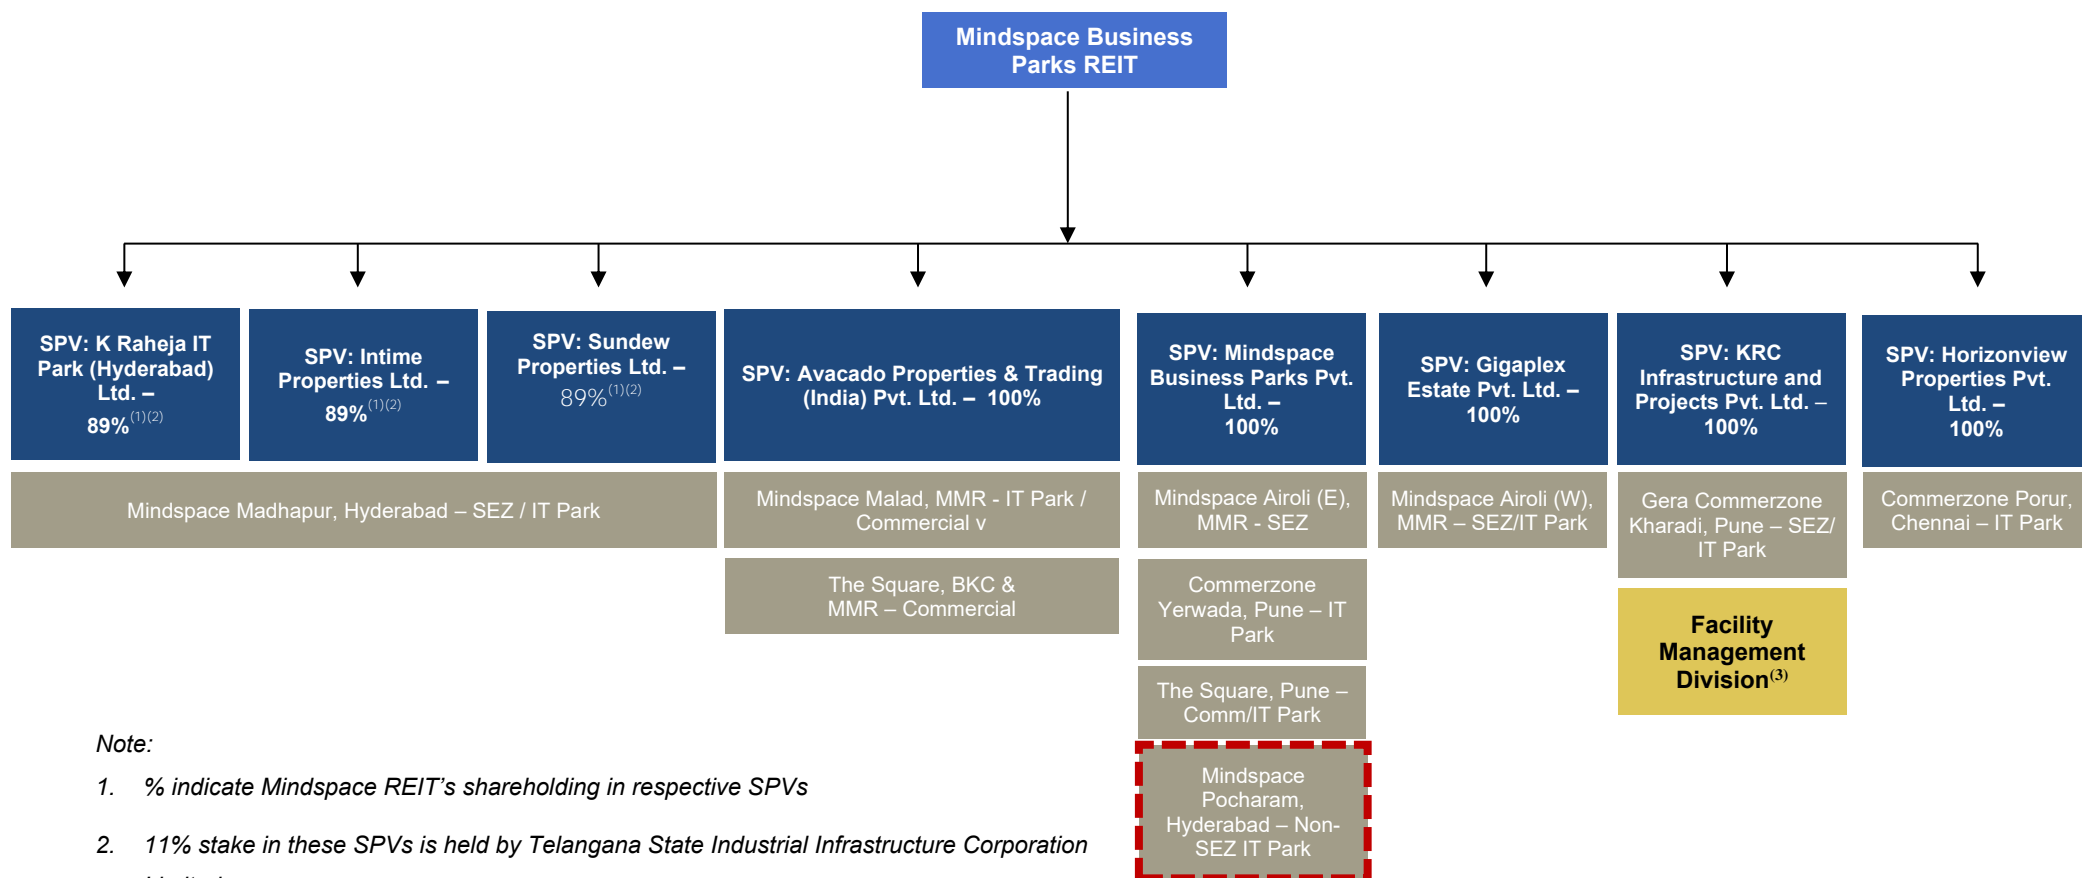 Mindspace Business
Parks REIT
SPV: K Raheja IT
Park (Hyderabad)
Ltd. –
89%(1)(2)
SPV: Intime
Properties Ltd. –
89%(1)(2)
SPV: Sundew
Properties Ltd. –
89%(1)(2)
SPV: Avacado Properties & Trading
(India) Pvt. Ltd. – 100%
SPV: Mindspace
Business Parks Pvt.
Ltd. –
100%
SPV: Gigaplex
Estate Pvt. Ltd. –
100%
SPV: KRC
Infrastructure and
Projects Pvt. Ltd. –
100%
SPV: Horizonview
Properties Pvt.
Ltd. –
100%
Mindspace Madhapur, Hyderabad – SEZ / IT Park
Mindspace Malad, MMR - IT Park /
Commercial v
The Square, BKC &
MMR – Commercial
Mindspace Airoli (E),
MMR - SEZ
Commerzone
Yerwada, Pune – IT
Park
The Square, Pune –
Comm/IT Park
Mindspace
Pocharam,
Hyderabad – Non-
SEZ IT Park
Mindspace Airoli (W),
MMR – SEZ/IT Park
Gera Commerzone
Kharadi, Pune – SEZ/
IT Park
Facility
Management
Division(3)
Commerzone Porur,
Chennai – IT Park
Note:
1. % indicate Mindspace REIT’s shareholding in respective SPVs
2. 11% stake in these SPVs is held by Telangana State Industrial Infrastructure Corporation